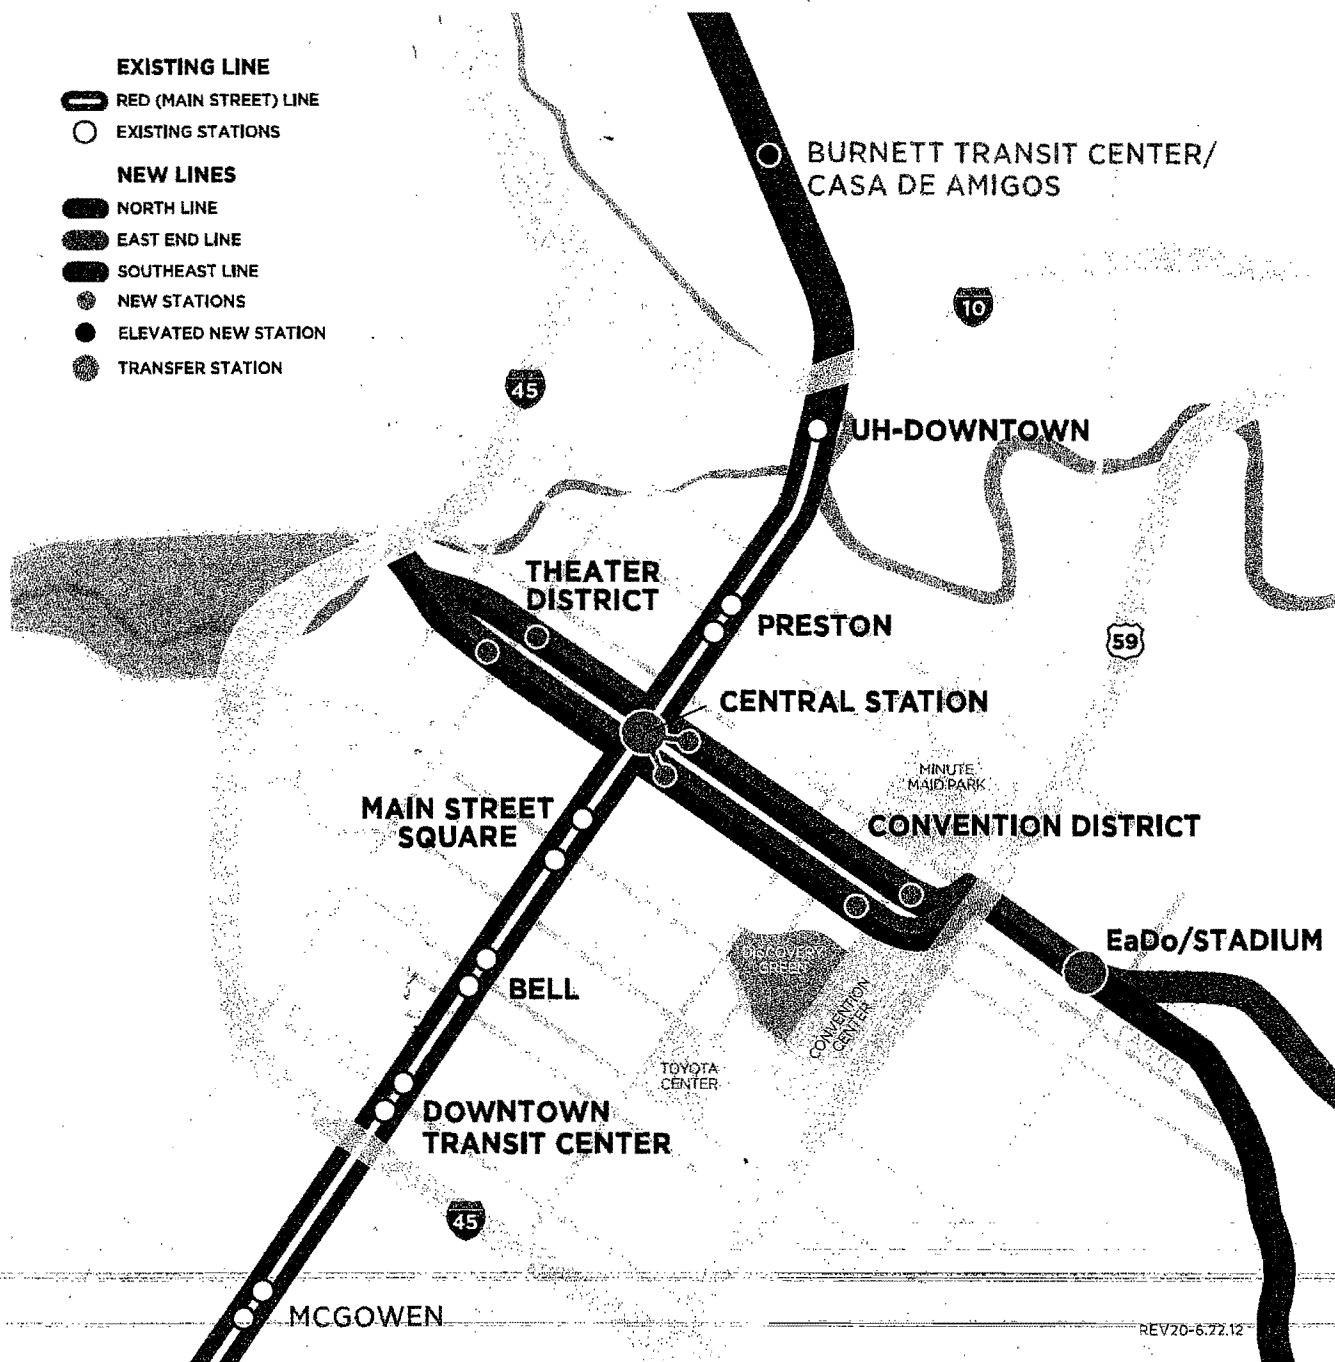 EXISTING LINE
RED (MAIN STREET) LINE
EXISTING STATIONS
NEW LINES
NORTH LINE
EAST END LINE
SOUTHEAST LINE
NEW STATIONS
ELEVATED NEW STATION
TRANSFER STATION
BURNETT TRANSIT CENTER/
CASA DE AMIGOS
10
45
UH-DOWNTOWN
THEATER
DISTRICT
PRESTON
59
CENTRAL STATION
MINUTE
MAID PARK
MAIN STREET
SQUARE
CONVENTION DISTRICT
EaDo/STADIUM
DISCOVERY
GREEN
BELL
CONVENTION
CENTER
TOYOTA
CENTER
DOWNTOWN
TRANSIT CENTER
45
MCGOWEN
REV20-6.22.12